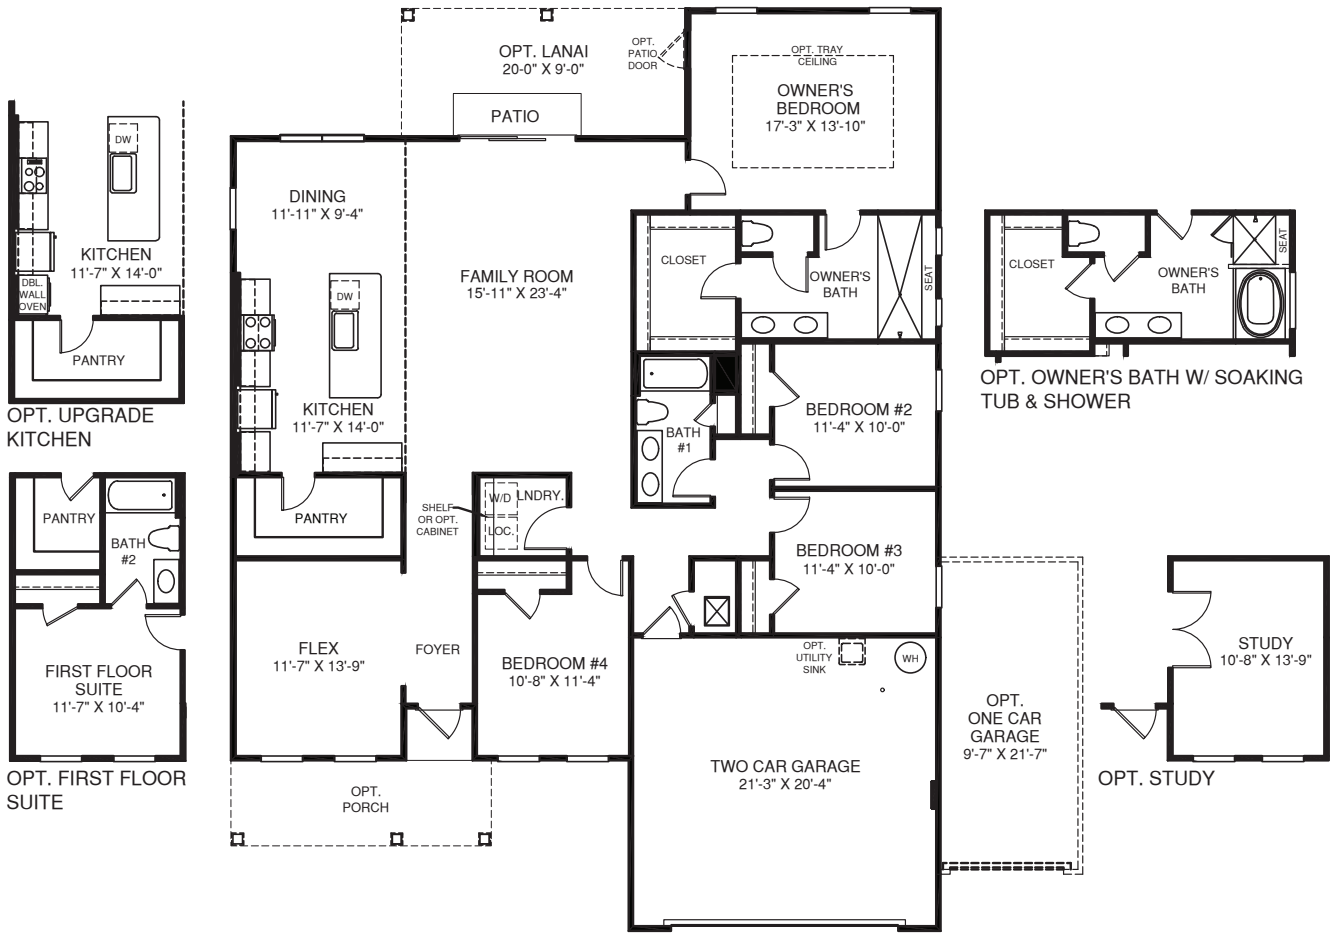 OPT. LANAI
20-0" X 9'-0"
OPT.
PATIO
DOOR
PATIO
OPT. TRAY
CEILING
OWNER'S
BEDROOM
17'-3" X 13'-10"
DW
KITCHEN
11'-7" X 14'-0"
DBL.
WALL
OVEN
PANTRY
OPT. UPGRADE
KITCHEN
DINING
11'-11" X 9'-4"
FAMILY ROOM
15'-11" X 23'-4"
DW
KITCHEN
11'-7" X 14'-0"
PANTRY
CLOSET
OWNER'S
BATH
SEAT
CLOSET
OWNER'S
BATH
SEAT
OPT. OWNER'S BATH W/ SOAKING
TUB & SHOWER
BATH
#1
BEDROOM #2
11'-4" X 10'-0"
PANTRY
BATH
#2
FIRST FLOOR
SUITE
11'-7" X 10'-4"
OPT. FIRST FLOOR
SUITE
SHELF
OR OPT.
CABINET
W/D
LNDRY.
LOC.
BEDROOM #3
11'-4" X 10'-0"
FLEX
11'-7" X 13'-9"
FOYER
BEDROOM #4
10'-8" X 11'-4"
OPT.
UTILITY
SINK
WH
TWO CAR GARAGE
21'-3" X 20'-4"
OPT.
ONE CAR
GARAGE
9'-7" X 21'-7"
STUDY
10'-8" X 13'-9"
OPT. STUDY
OPT.
PORCH